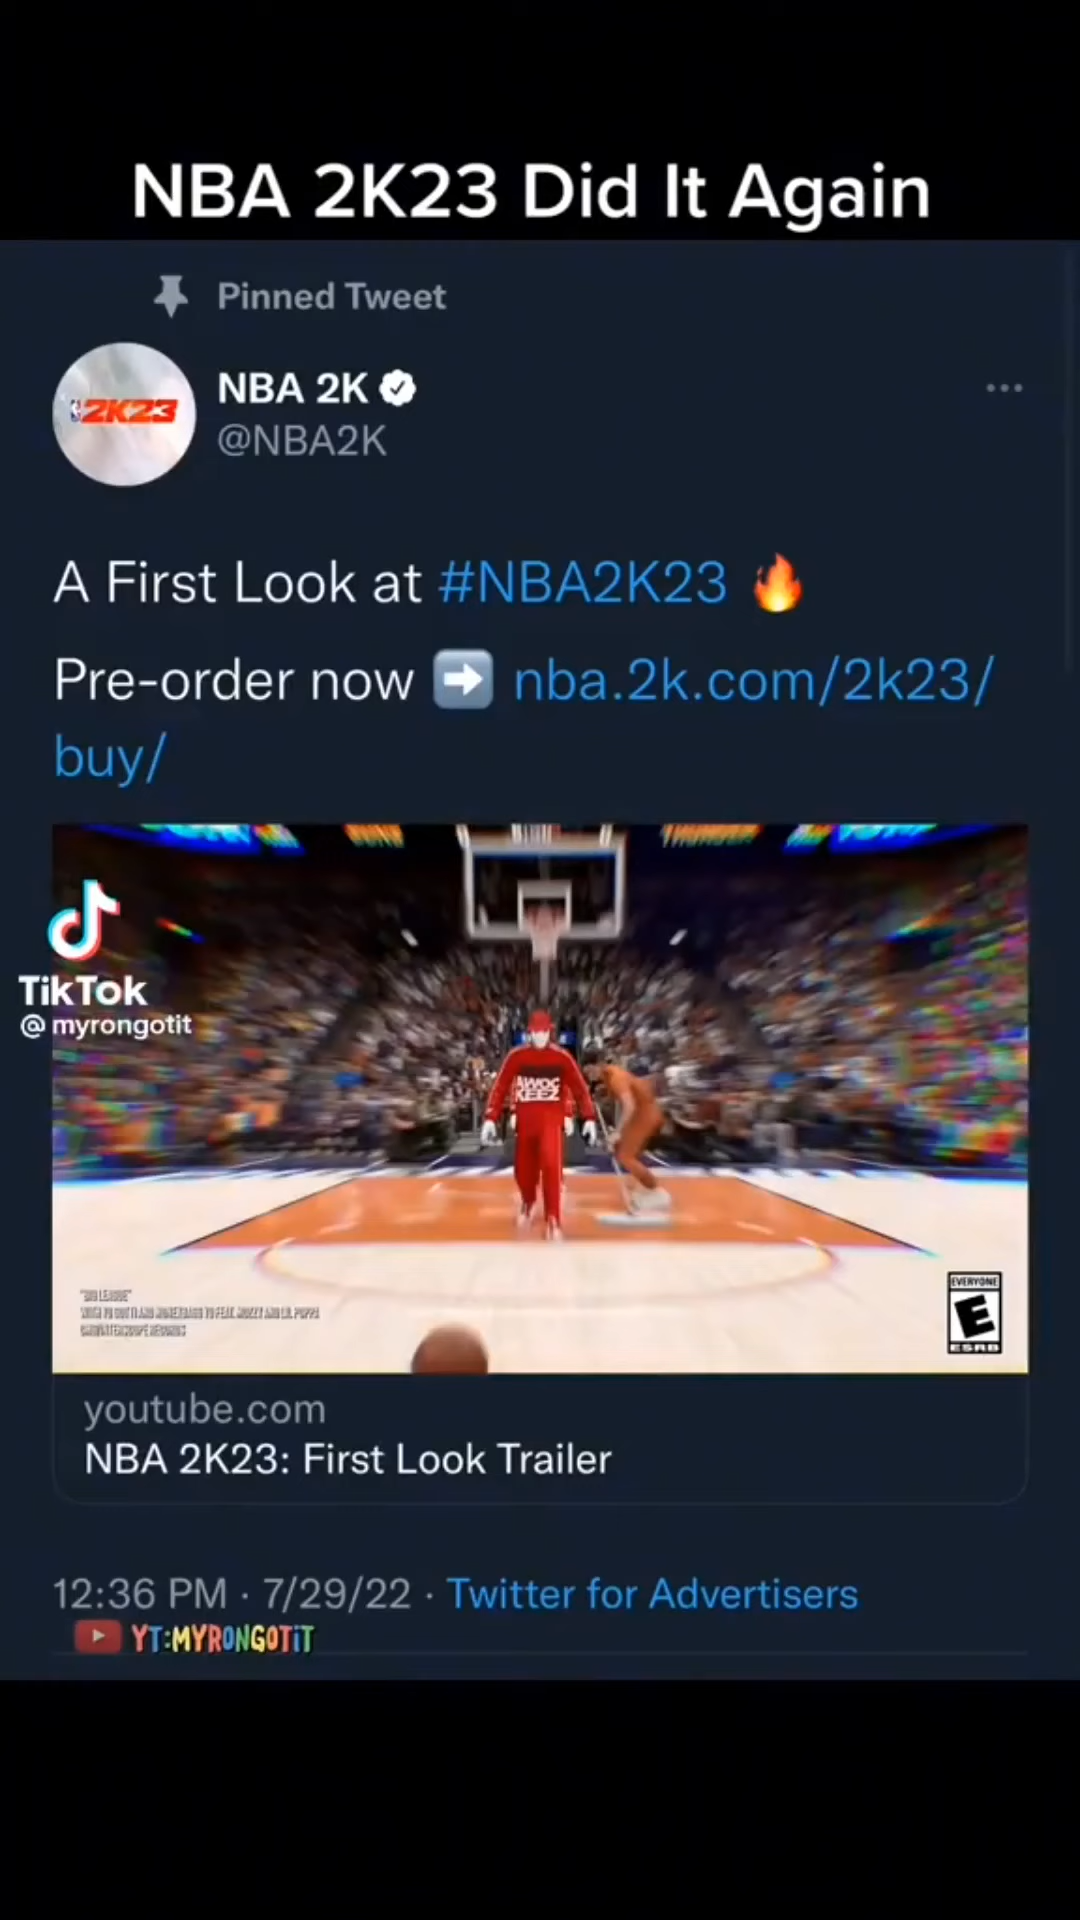 NBA 2K23 Did It Again
Pinned Tweet
2K23
NBA 2K
@NBA2K
A First Look at #NBA2K23 🔥
Pre-order now ➡️ nba.2k.com/2k23/
buy/
TikTok
@myrongotit
"BIG LEAGUE"
EVERYONE
E
ESRB
youtube.com
NBA 2K23: First Look Trailer
12:36 PM · 7/29/22 · Twitter for Advertisers
YT:MYRONGOTIT